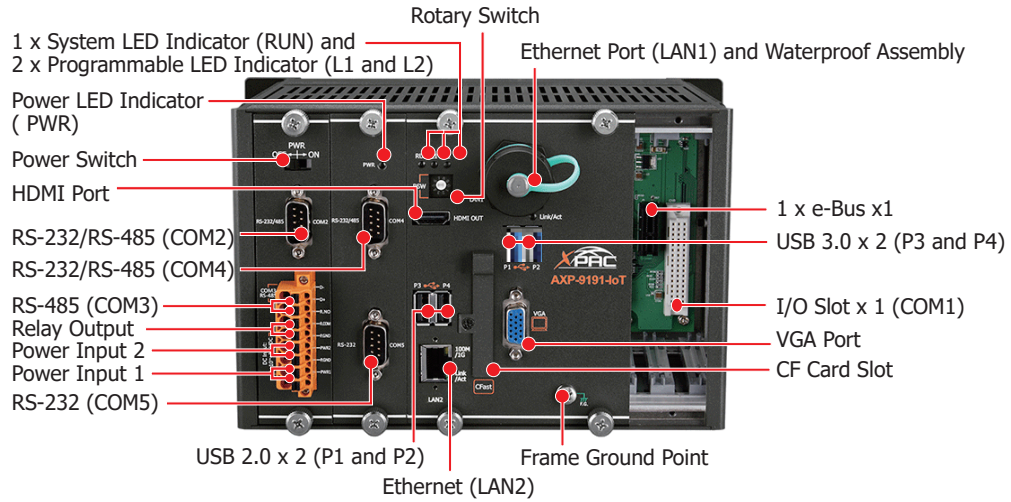 Rotary Switch
1 x System LED Indicator (RUN) and
2 x Programmable LED Indicator (L1 and L2)
Ethernet Port (LAN1) and Waterproof Assembly
Power LED Indicator
( PWR)
Power Switch
HDMI Port
RS-232/RS-485 (COM2)
RS-232/RS-485 (COM4)
RS-485 (COM3)
Relay Output
Power Input 2
Power Input 1
RS-232 (COM5)
USB 2.0 x 2 (P1 and P2)
Ethernet (LAN2)
Frame Ground Point
1 x e-Bus x1
USB 3.0 x 2 (P3 and P4)
I/O Slot x 1 (COM1)
VGA Port
CF Card Slot
PWR
ON
RS-232/485
COM2
PWR
RS-232/485
COM4
HDMI OUT
LAN1
Link/Act
P1
P2
XPAC
AXP-9191-IoT
P3
P4
VGA
COM3
RS-485
RS-232
COM5
100M
/1G
Link
/Act
LAN2
CFast
F.G.